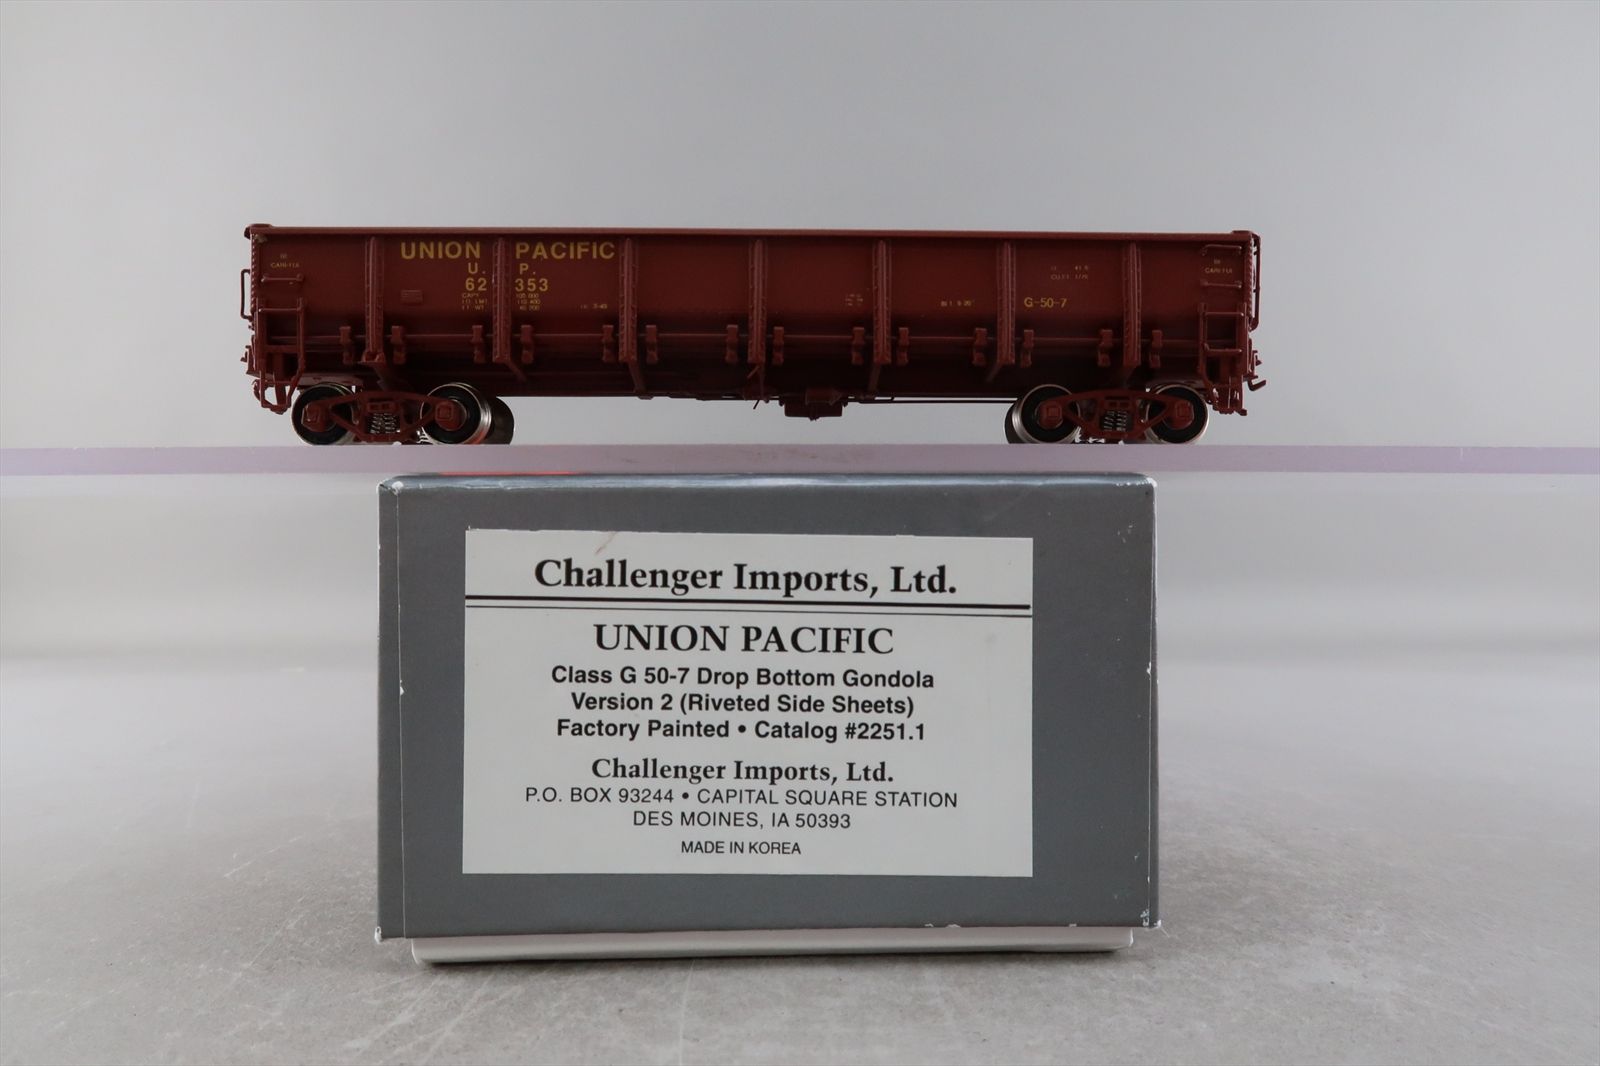 UNION PACIFIC
U. P.
62353
G-50-7
Challenger Imports, Ltd.
UNION PACIFIC
Class G 50-7 Drop Bottom Gondola
Version 2 (Riveted Side Sheets)
Factory Painted • Catalog #2251.1
Challenger Imports, Ltd.
P.O. BOX 93244 • CAPITAL SQUARE STATION
DES MOINES, IA 50393
MADE IN KOREA